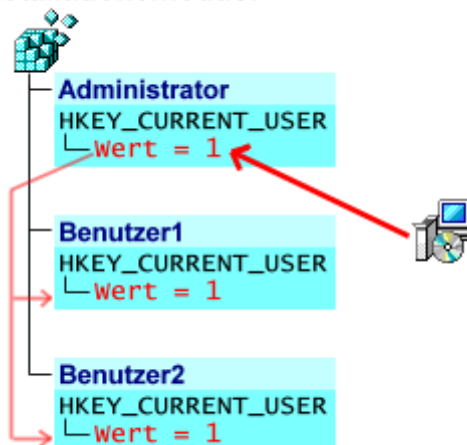 Administrator
HKEY_CURRENT_USER
Wert = 1
Benutzer1
HKEY_CURRENT_USER
Wert = 1
Benutzer2
HKEY_CURRENT_USER
Wert = 1